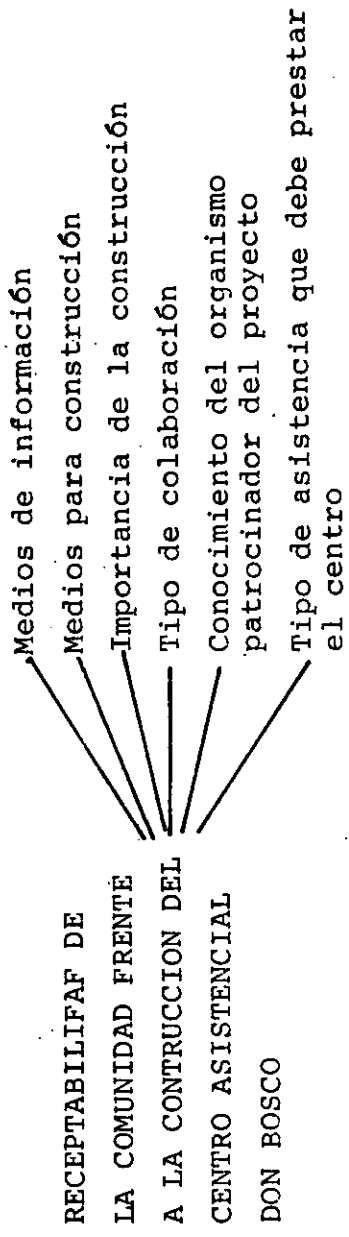 RECEPTABILIFAF DE
LA COMUNIDAD FRENTE
A LA CONTRUCCION DEL
CENTRO ASISTENCIAL
DON BOSCO
Medios de información
Medios para construcción
Importancia de la construcción
Tipo de colaboración
Conocimiento del organismo
patrocinador del proyecto
Tipo de asistencia que debe prestar
el centro